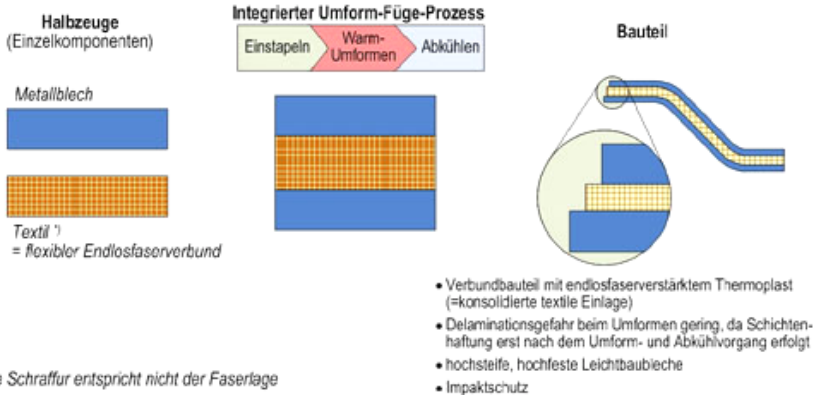 Halbzeuge
(Einzelkomponenten)
Metallblech
Textil *)
= flexibler Endlosfaserverbund
Integrierter Umform-Füge-Prozess
Einstapeln
Warm-
Umformen
Abkühlen
Bauteil
• Verbundbauteil mit endlosfaserverstärktem Thermoplast
(=konsolidierte textile Einlage)
• Delaminationsgefahr beim Umformen gering, da Schichten-
haftung erst nach dem Umform- und Abkühlvorgang erfolgt
• hochsteife, hochfeste Leichtbaubleche
• Impaktschutz
Schraffur entspricht nicht der Faserlage